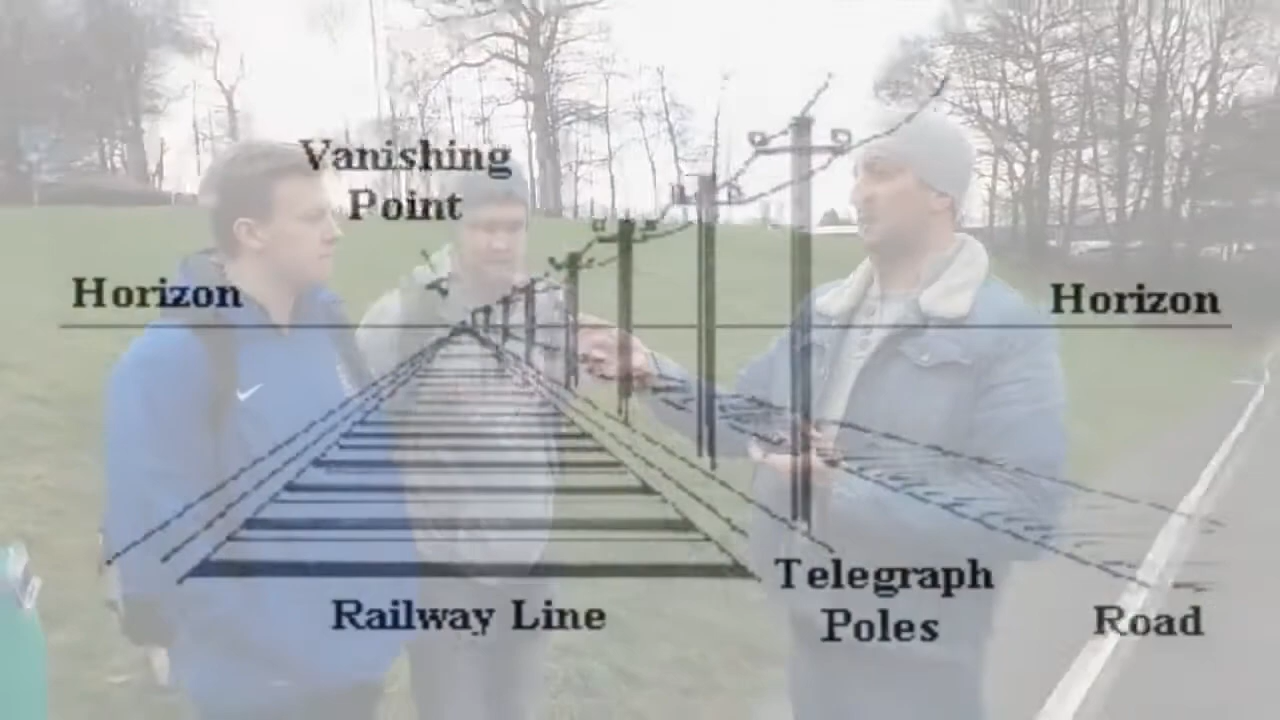 Vanishing
Point
Horizon
Horizon
Telegraph
Poles
Railway Line
Road